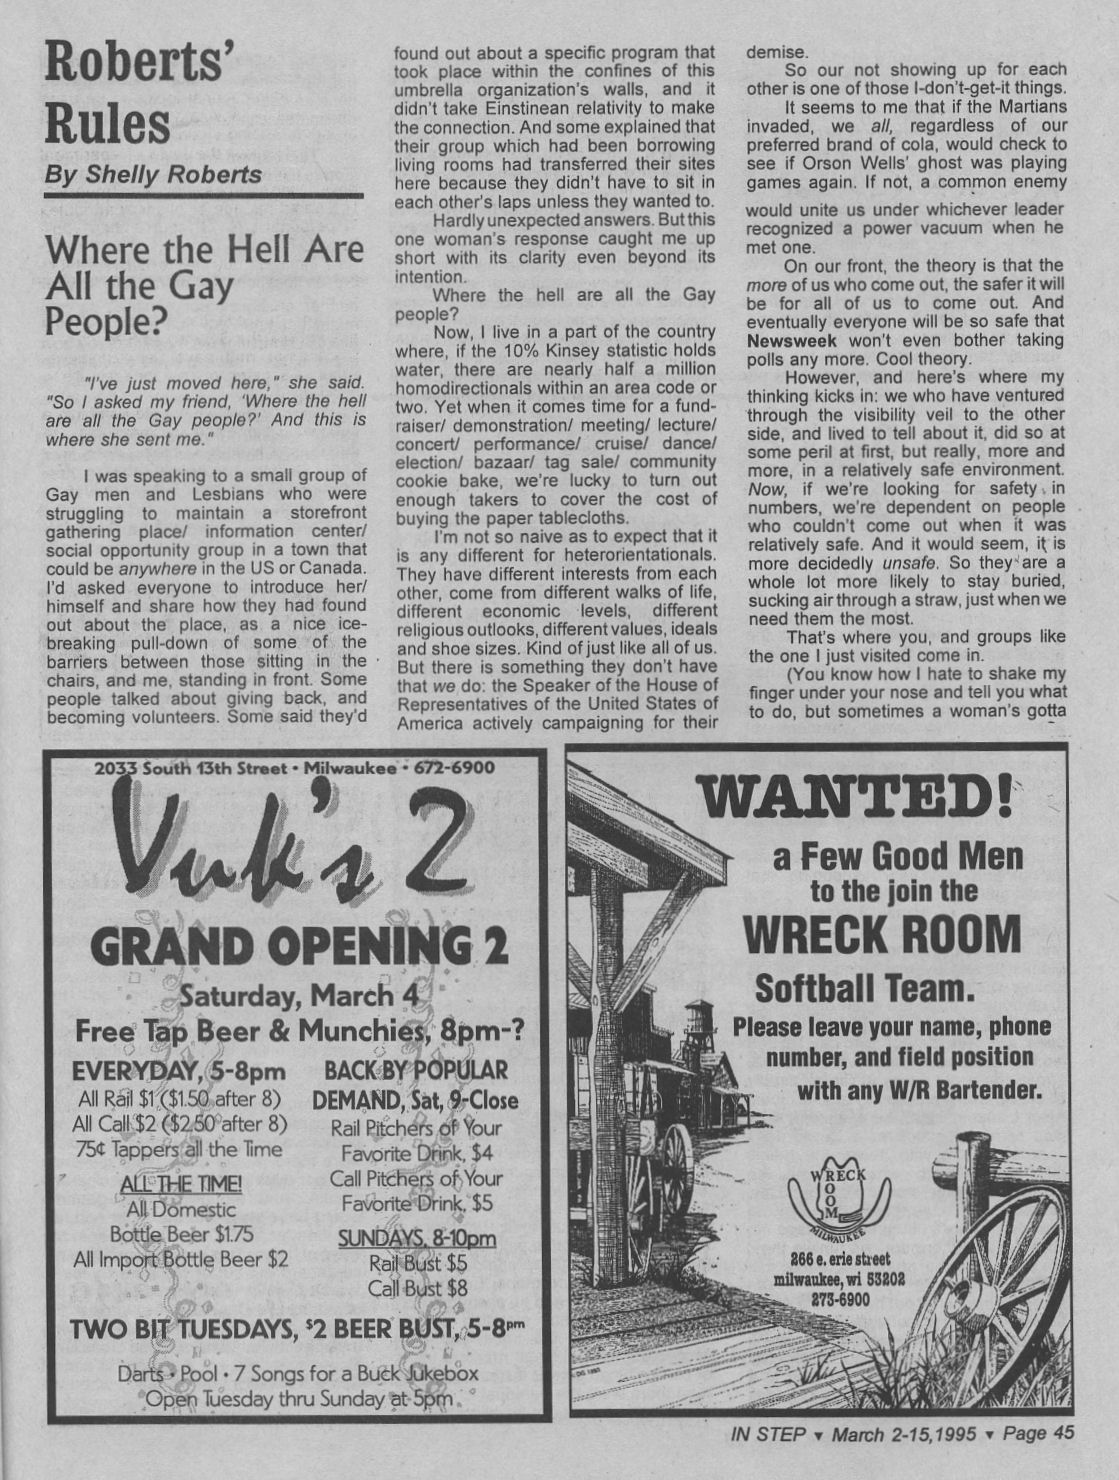 Roberts'
Rules
By Shelly Roberts
Where the Hell Are
All the Gay
People?
"I've just moved here," she said.
"So I asked my friend, 'Where the hell
are all the Gay people?' And this is
where she sent me."
I was speaking to a small group of
Gay men and Lesbians who were
struggling to maintain a storefront
gathering place/ information center/
social opportunity group in a town that
could be anywhere in the US or Canada.
I'd asked everyone to introduce her/
himself and share how they had found
out about the place, as a nice ice-
breaking pull-down of some of the
barriers between those sitting in the
chairs, and me, standing in front. Some
people talked about giving back, and
becoming volunteers. Some said they'd
found out about a specific program that
took place within the confines of this
umbrella organization's walls, and it
didn't take Einstinean relativity to make
the connection. And some explained that
their group which had been borrowing
living rooms had transferred their sites
here because they didn't have to sit in
each other's laps unless they wanted to.
Hardly unexpected answers. But this
one woman's response caught me up
short with its clarity even beyond its
intention.
Where the hell are all the Gay
people?
Now, I live in a part of the country
where, if the 10% Kinsey statistic holds
water, there are nearly half a million
homodirectionals within an area code or
two. Yet when it comes time for a fund-
raiser/ demonstration/ meeting/ lecture/
concert/ performance/ cruise/ dance/
election/ bazaar/ tag sale/ community
cookie bake, we're lucky to turn out
enough takers to cover the cost of
buying the paper tablecloths.
I'm not so naive as to expect that it
is any different for heterorientationals.
They have different interests from each
other, come from different walks of life,
different economic levels, different
religious outlooks, different values, ideals
and shoe sizes. Kind of just like all of us.
But there is something they don't have
that we do: the Speaker of the House of
Representatives of the United States of
America actively campaigning for their
demise.
So our not showing up for each
other is one of those I-don't-get-it things.
It seems to me that if the Martians
invaded, we all, regardless of our
preferred brand of cola, would check to
see if Orson Wells' ghost was playing
games again. If not, a common enemy
would unite us under whichever leader
recognized a power vacuum when he
met one.
On our front, the theory is that the
more of us who come out, the safer it will
be for all of us to come out. And
eventually everyone will be so safe that
Newsweek won't even bother taking
polls any more. Cool theory.
However, and here's where my
thinking kicks in: we who have ventured
through the visibility veil to the other
side, and lived to tell about it, did so at
some peril at first, but really, more and
more, in a relatively safe environment.
Now, if we're looking for safety in
numbers, we're dependent on people
who couldn't come out when it was
relatively safe. And it would seem, it is
more decidedly unsafe. So they are a
whole lot more likely to stay buried,
sucking air through a straw, just when we
need them the most.
That's where you, and groups like
the one I just visited come in.
(You know how I hate to shake my
finger under your nose and tell you what
to do, but sometimes a woman's gotta
2033 South 13th Street • Milwaukee • 672-6900
Vuk's 2
GRAND OPENING 2
Saturday, March 4
Free Tap Beer & Munchies, 8pm-?
EVERYDAY, 5-8pm
All Rail $1 ($1.50 after 8)
All Call $2 ($2.50 after 8)
75¢ Tappers all the Time
ALL THE TIME!
All Domestic
Bottle Beer $1.75
All Import Bottle Beer $2
BACK BY POPULAR
DEMAND, Sat, 9-Close
Rail Pitchers of Your
Favorite Drink, $4
Call Pitchers of Your
Favorite Drink, $5
SUNDAYS, 8-10pm
Rail Bust $5
Call Bust $8
TWO BIT TUESDAYS, $2 BEER BUST, 5-8pm
Darts • Pool • 7 Songs for a Buck Jukebox
Open Tuesday thru Sunday at 5pm
WANTED!
a Few Good Men
to the join the
WRECK ROOM
Softball Team.
Please leave your name, phone
number, and field position
with any W/R Bartender.
WRECK
ROOM
MILWAUKEE
266 e. erie street
milwaukee, wi 53202
273-6900
IN STEP ▼ March 2-15, 1995 ▼ Page 45